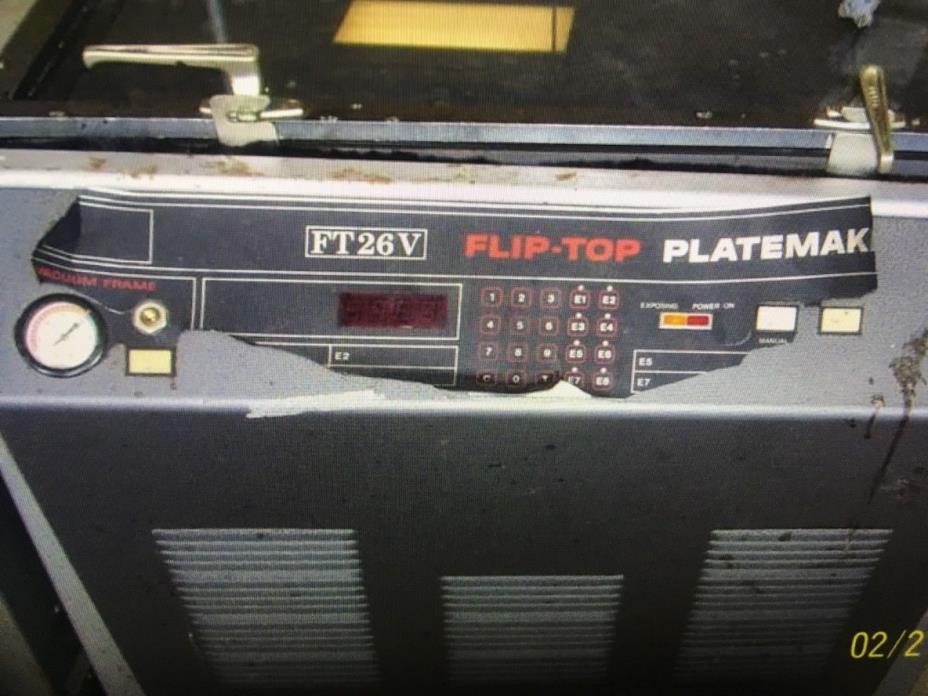 FT26V FLIP-TOP PLATEMAK
VACUUM FRAME
EXPOSING POWER ON
1 2 3 E1 E2
4 5 6 E3 E4
7 8 9 E5 E6
C 0 E7 E8
MANUAL
E2
E5
E7
02/2